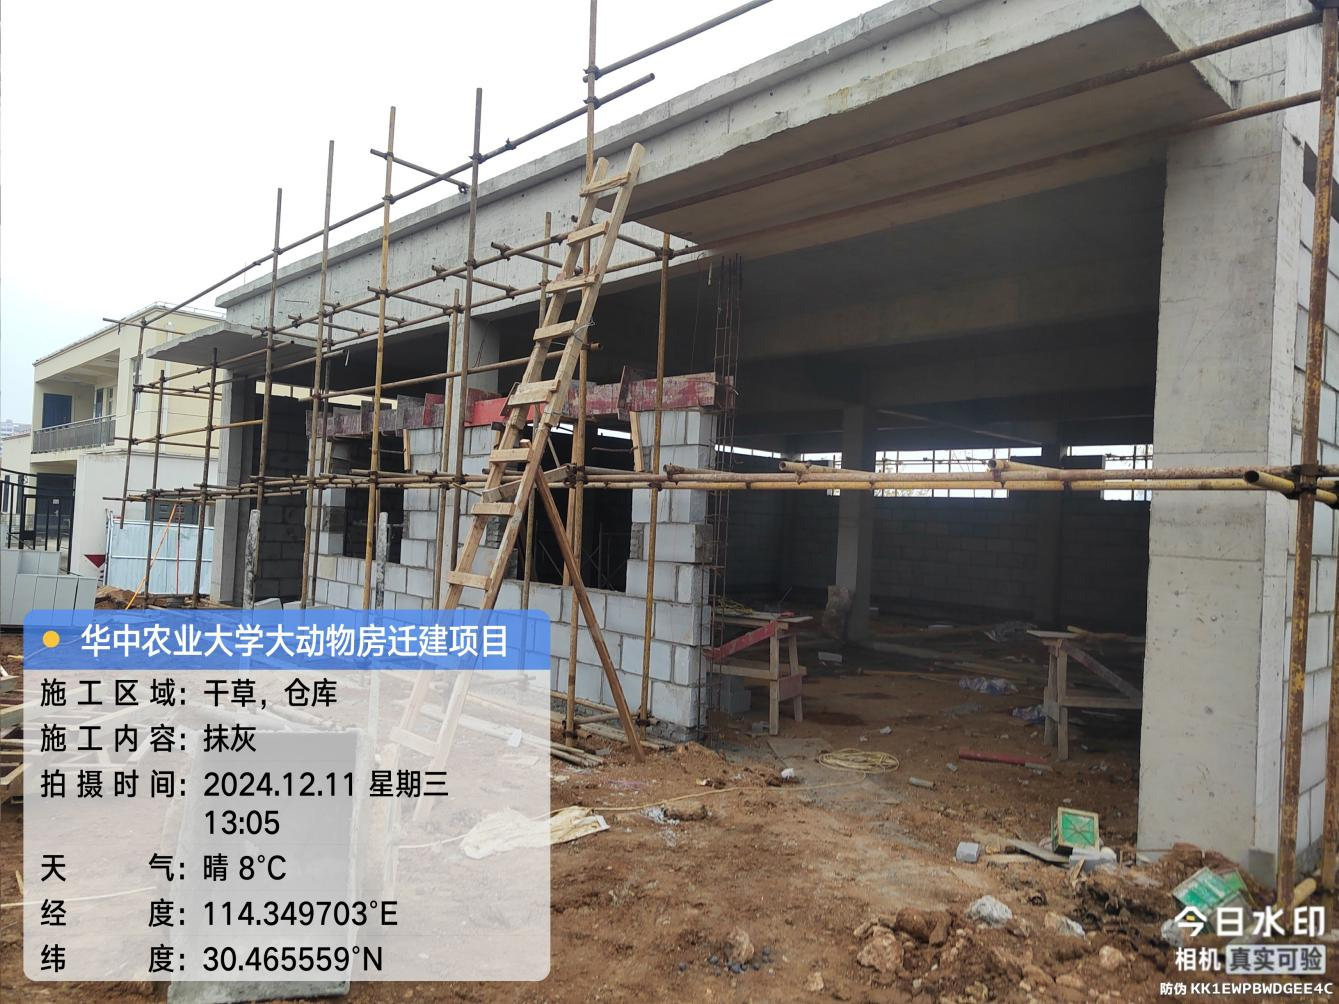 华中农业大学大动物房迁建项目
施工区域：干草，仓库
施工内容：抹灰
拍摄时间：2024.12.11 星期三
13:05
天气：晴 8°C
经度：114.349703°E
纬度：30.465559°N
今日水印
相机 真实可验
防伪 KK1EWPBWDGEE4C